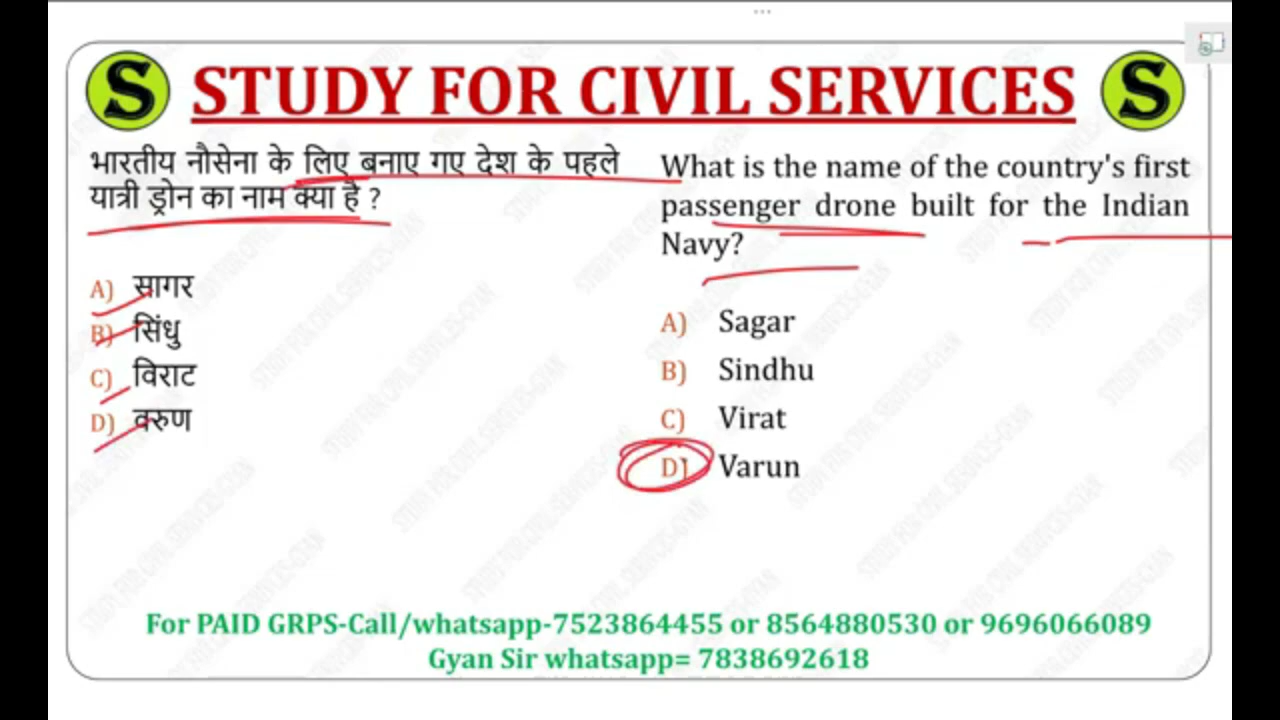 S STUDY FOR CIVIL SERVICES S
भारतीय नौसेना के लिए बनाए गए देश के पहले
यात्री ड्रोन का नाम क्या है ?
A) सागर
B) सिंधु
C) विराट
D) वरुण
What is the name of the country's first
passenger drone built for the Indian
Navy?
A) Sagar
B) Sindhu
C) Virat
D) Varun
For PAID GRPS-Call/whatsapp-7523864455 or 8564880530 or 9696066089
Gyan Sir whatsapp= 7838692618